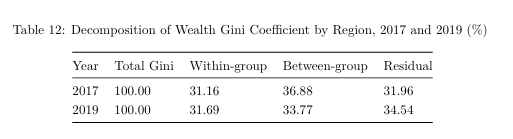 Table 12: Decomposition of Wealth Gini Coefficient by Region, 2017 and 2019 (%)
Year Total Gini Within-group Between-group Residual
2017 100.00 31.16 36.88 31.96
2019 100.00 31.69 33.77 34.54